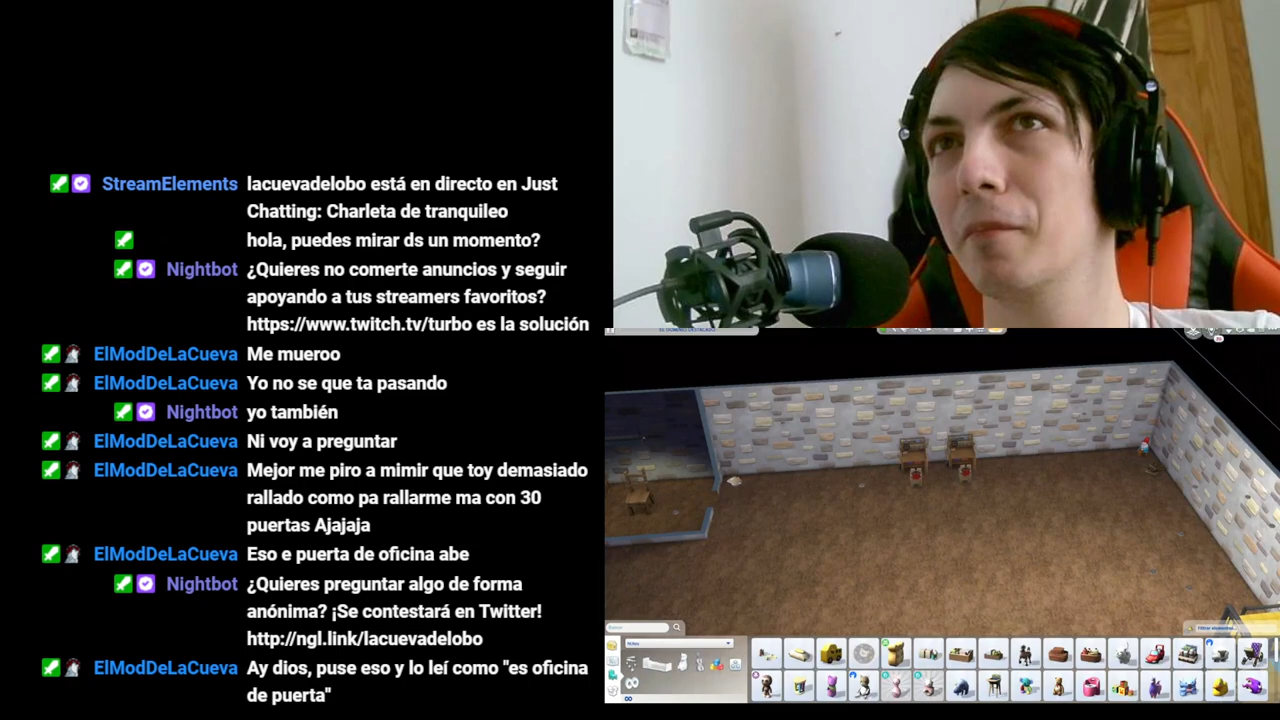 StreamElements lacuevadelobo está en directo en Just
Chatting: Charleta de tranquileo
hola, puedes mirar ds un momento?
Nightbot ¿Quieres no comerte anuncios y seguir
apoyando a tus streamers favoritos?
https://www.twitch.tv/turbo es la solución
ElModDeLaCueva Me mueroo
ElModDeLaCueva Yo no se que ta pasando
Nightbot yo también
ElModDeLaCueva Ni voy a preguntar
ElModDeLaCueva Mejor me piro a mimir que toy demasiado
rallado como pa rallarme ma con 30
puertas Ajajaja
ElModDeLaCueva Eso e puerta de oficina abe
Nightbot ¿Quieres preguntar algo de forma
anónima? ¡Se contestará en Twitter!
http://ngl.link/lacuevadelobo
ElModDeLaCueva Ay dios, puse eso y lo leí como "es oficina
de puerta"
Buscar
Filtrar elementos...
Niños